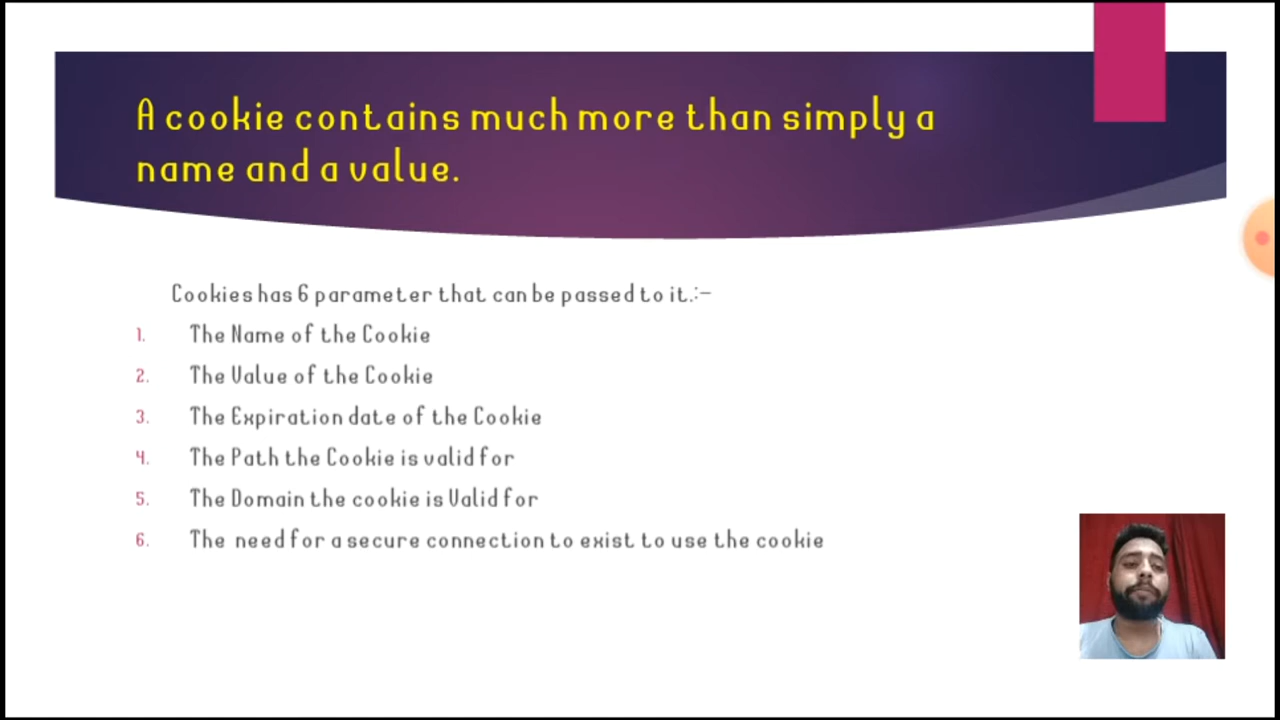 A cookie contains much more than simply a
name and a value.
Cookies has 6 parameter that can be passed to it.:-
1. The Name of the Cookie
2. The Value of the Cookie
3. The Expiration date of the Cookie
4. The Path the Cookie is valid for
5. The Domain the cookie is Valid for
6. The need for a secure connection to exist to use the cookie